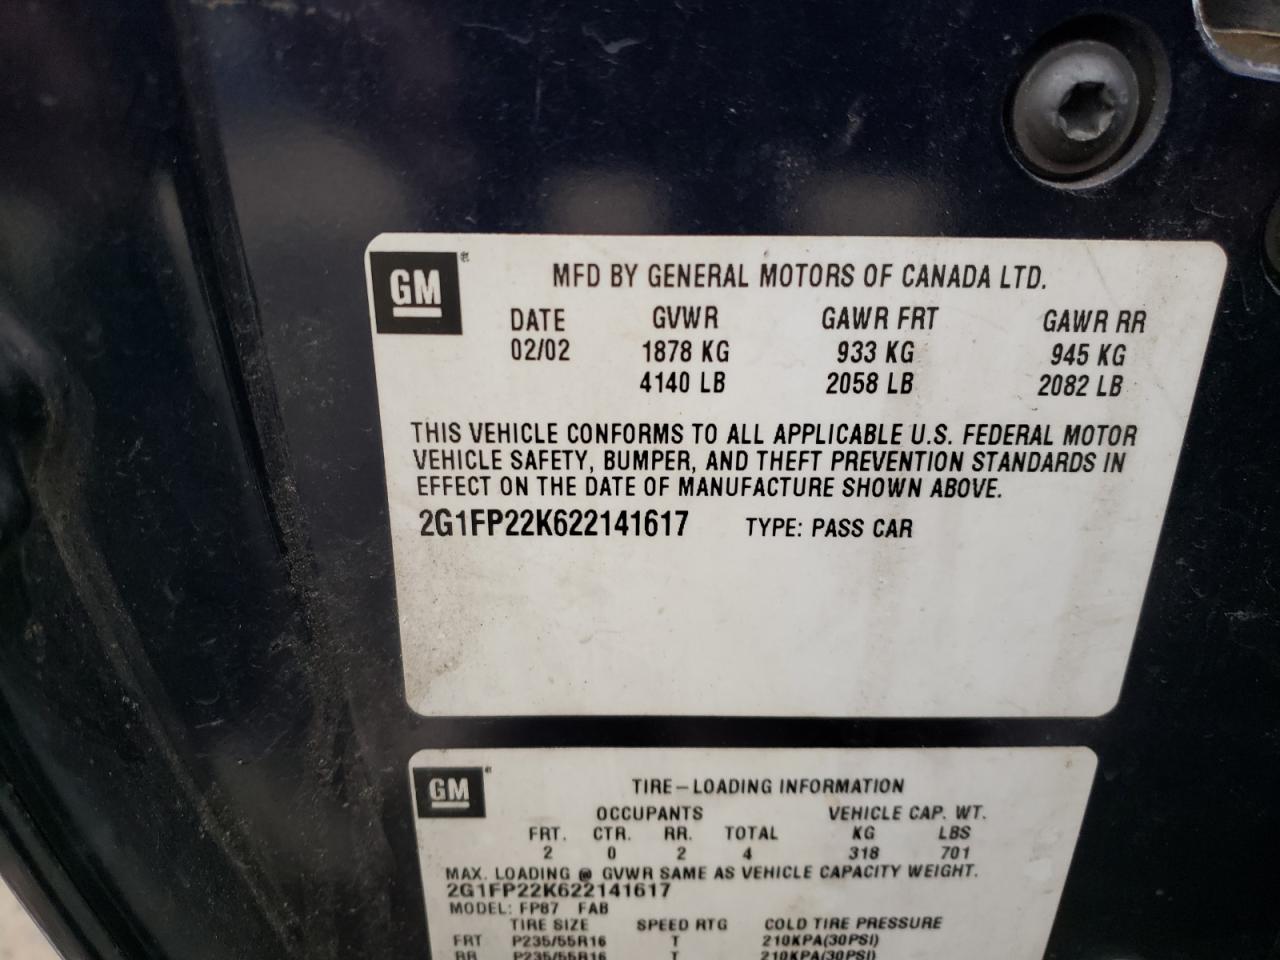 GM ® MFD BY GENERAL MOTORS OF CANADA LTD.
DATE GVWR GAWR FRT GAWR RR
02/02 1878 KG 933 KG 945 KG
4140 LB 2058 LB 2082 LB
THIS VEHICLE CONFORMS TO ALL APPLICABLE U.S. FEDERAL MOTOR
VEHICLE SAFETY, BUMPER, AND THEFT PREVENTION STANDARDS IN
EFFECT ON THE DATE OF MANUFACTURE SHOWN ABOVE.
2G1FP22K622141617 TYPE: PASS CAR
GM ® TIRE-LOADING INFORMATION
OCCUPANTS VEHICLE CAP. WT.
FRT. CTR. RR. TOTAL KG LBS
2 0 2 4 318 701
MAX. LOADING @ GVWR SAME AS VEHICLE CAPACITY WEIGHT.
2G1FP22K622141617
MODEL: FP87 FAB
TIRE SIZE SPEED RTG COLD TIRE PRESSURE
FRT P235/55R16 T 210KPA(30PSI)
RR P235/55R16 T 210KPA(30PSI)